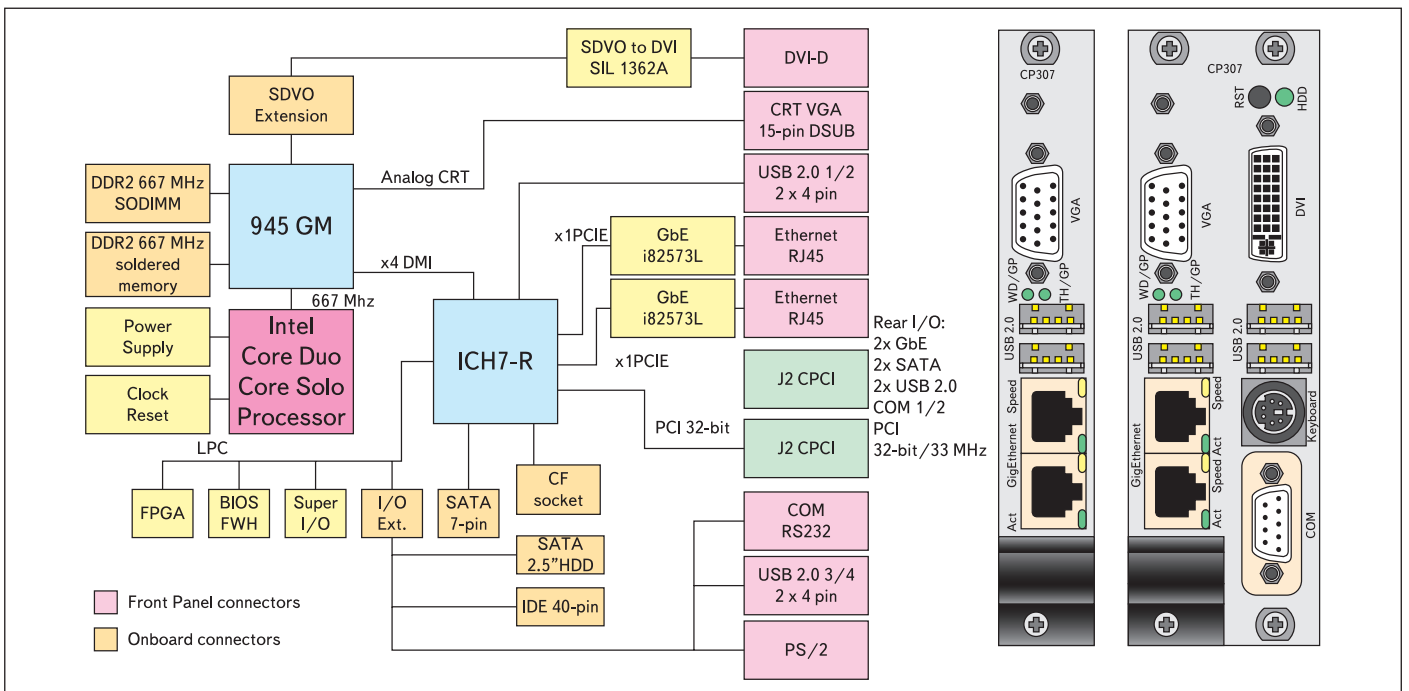 SDVO to DVI
SIL 1362A
DVI-D
SDVO
Extension
CRT VGA
15-pin DSUB
Analog CRT
USB 2.0 1/2
2 x 4 pin
DDR2 667 MHz
SODIMM
945 GM
DDR2 667 MHz
soldered
memory
x4 DMI
667 Mhz
x1PCIE
GbE
i82573L
Ethernet
RJ45
GbE
i82573L
Ethernet
RJ45
x1PCIE
Power
Supply
Clock
Reset
Intel
Core Duo
Core Solo
Processor
ICH7-R
J2 CPCI
Rear I/O:
2x GbE
2x SATA
2x USB 2.0
COM 1/2
PCI
32-bit/33 MHz
PCI 32-bit
J2 CPCI
LPC
FPGA
BIOS
FWH
Super
I/O
I/O
Ext.
SATA
7-pin
CF
socket
SATA
2.5”HDD
IDE 40-pin
COM
RS232
USB 2.0 3/4
2 x 4 pin
PS/2
Front Panel connectors
Onboard connectors
CP307
VGA
WD/GP
TH/GP
USB 2.0
Speed
GigEthernet
Act
CP307
RST
HDD
VGA
DVI
WD/GP
TH/GP
USB 2.0
USB 2.0
Speed
GigEthernet
Act
Speed
Act
Keyboard
COM